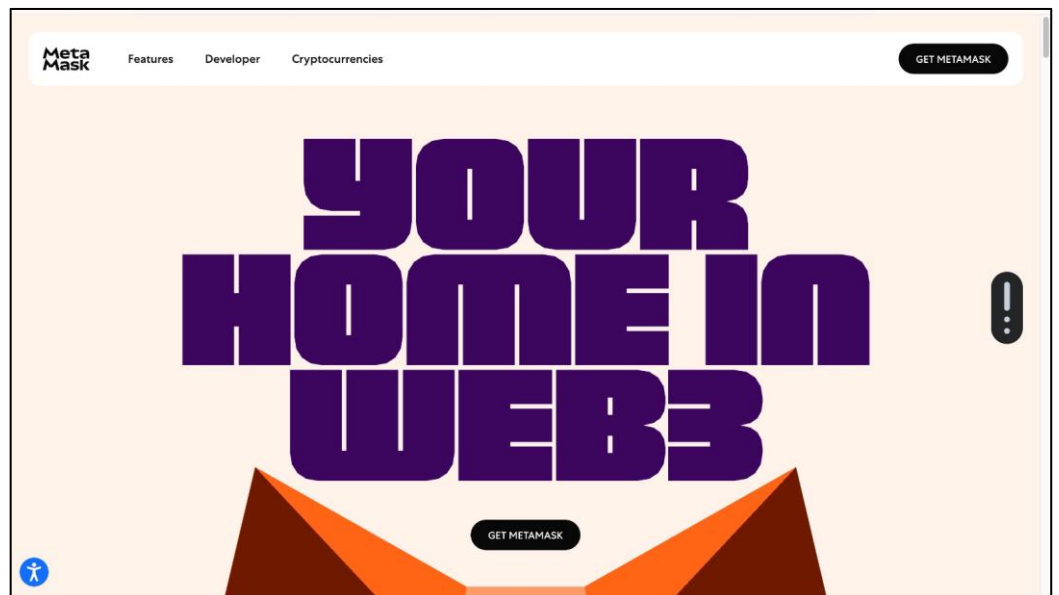 Meta
Mask
Features
Developer
Cryptocurrencies
GET METAMASK
YOUR
HOME IN
WEB3
GET METAMASK